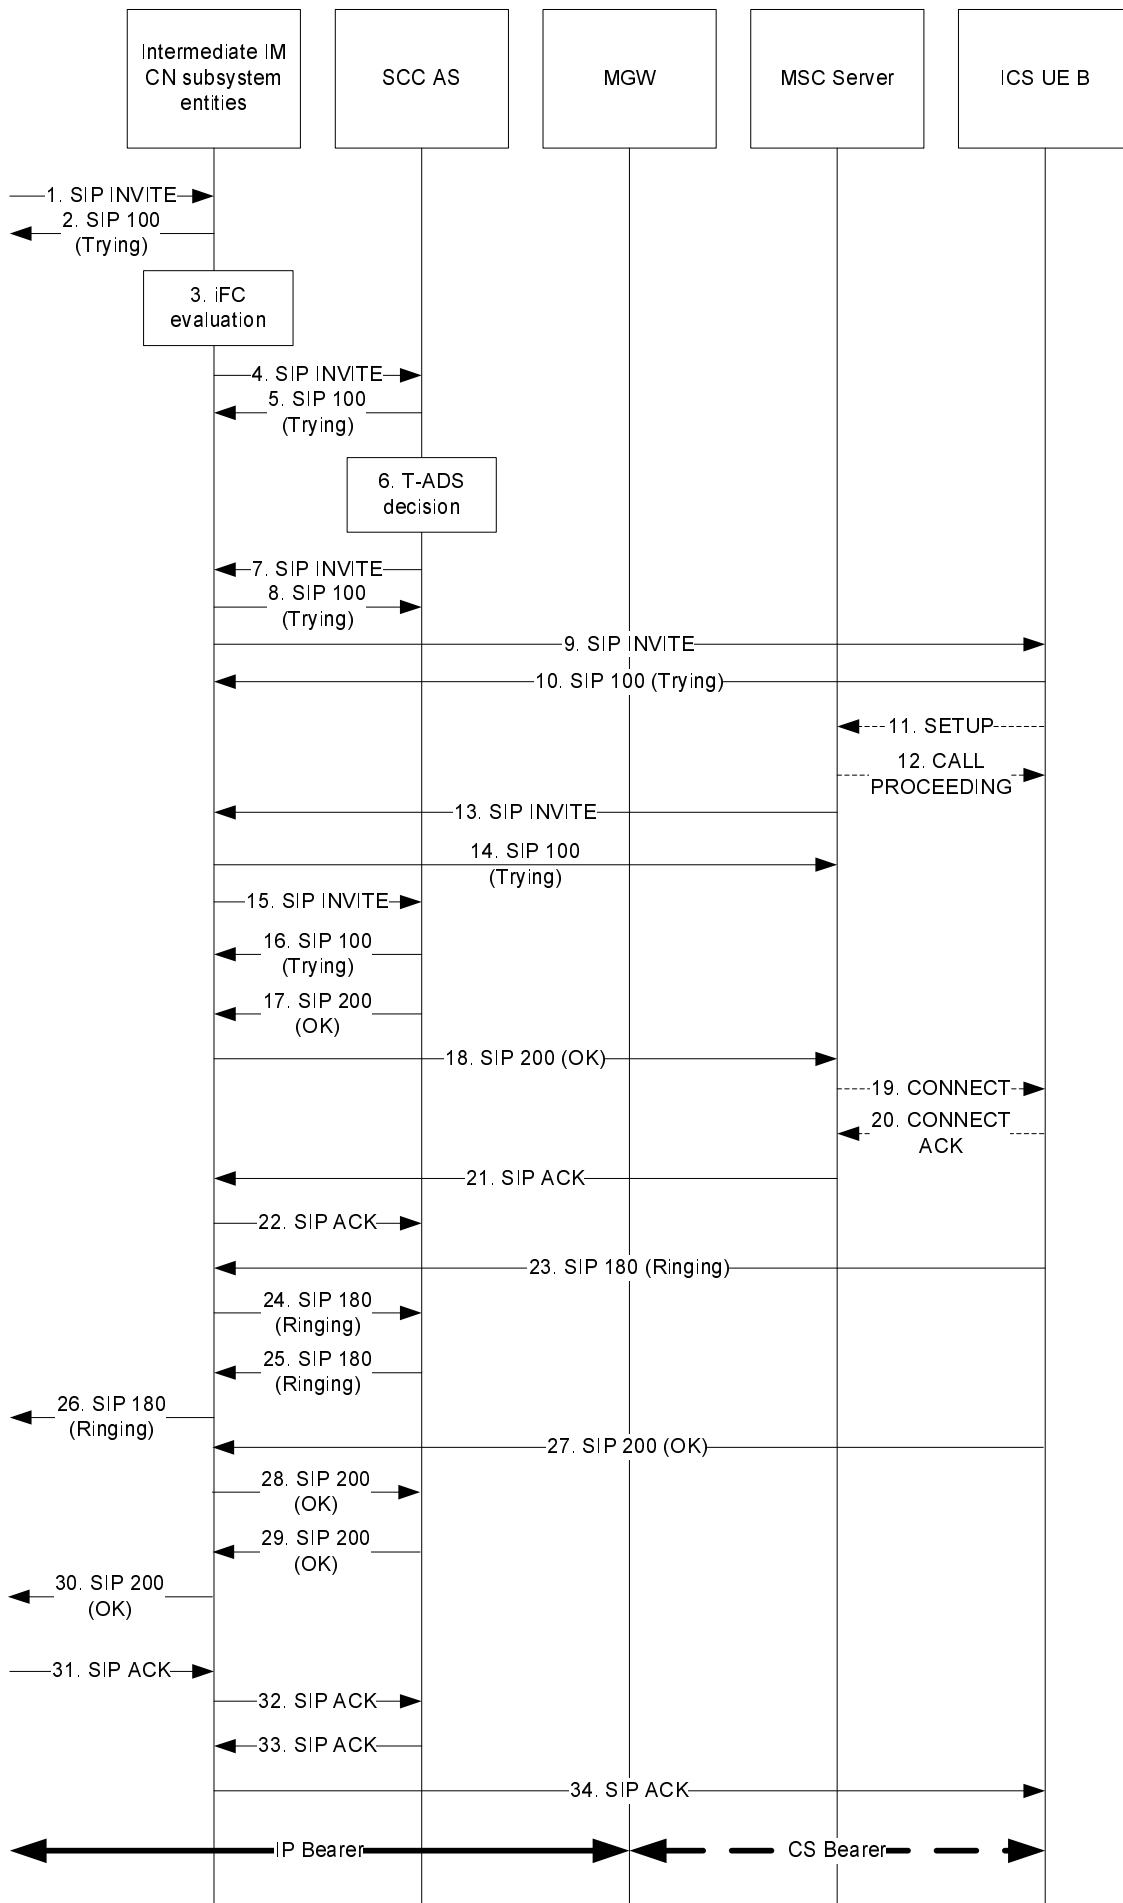 Intermediate IM
CN subsystem
entities
SCC AS
MGW
MSC Server
ICS UE B
1. SIP INVITE
2. SIP 100
(Trying)
3. iFC
evaluation
4. SIP INVITE
5. SIP 100
(Trying)
6. T-ADS
decision
7. SIP INVITE
8. SIP 100
(Trying)
9. SIP INVITE
10. SIP 100 (Trying)
11. SETUP
12. CALL
PROCEEDING
13. SIP INVITE
14. SIP 100
(Trying)
15. SIP INVITE
16. SIP 100
(Trying)
17. SIP 200
(OK)
18. SIP 200 (OK)
19. CONNECT
20. CONNECT
ACK
21. SIP ACK
22. SIP ACK
23. SIP 180 (Ringing)
24. SIP 180
(Ringing)
25. SIP 180
(Ringing)
26. SIP 180
(Ringing)
27. SIP 200 (OK)
28. SIP 200
(OK)
29. SIP 200
(OK)
30. SIP 200
(OK)
31. SIP ACK
32. SIP ACK
33. SIP ACK
34. SIP ACK
IP Bearer
CS Bearer